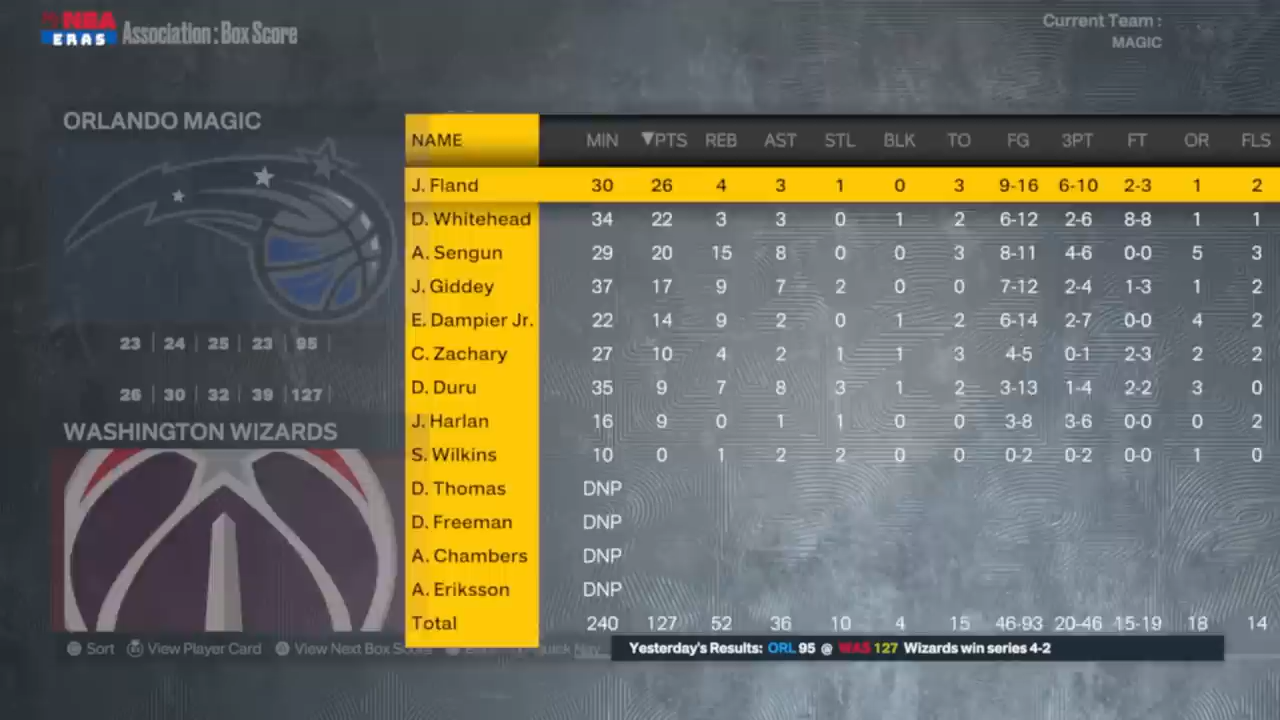 NBA ERAS Association : Box Score
Current Team :
MAGIC
ORLANDO MAGIC
23 | 24 | 25 | 23 | 95 |
26 | 30 | 32 | 39 | 127 |
WASHINGTON WIZARDS
NAME MIN ▼PTS REB AST STL BLK TO FG 3PT FT OR FLS
J. Fland 30 26 4 3 1 0 3 9-16 6-10 2-3 1 2
D. Whitehead 34 22 3 3 0 1 2 6-12 2-6 8-8 1 1
A. Sengun 29 20 15 8 0 0 3 8-11 4-6 0-0 5 3
J. Giddey 37 17 9 7 2 0 0 7-12 2-4 1-3 1 2
E. Dampier Jr. 22 14 9 2 0 1 2 6-14 2-7 0-0 4 2
C. Zachary 27 10 4 2 1 1 3 4-5 0-1 2-3 2 2
D. Duru 35 9 7 8 3 1 2 3-13 1-4 2-2 3 0
J. Harlan 16 9 0 1 1 0 0 3-8 3-6 0-0 0 2
S. Wilkins 10 0 1 2 2 0 0 0-2 0-2 0-0 1 0
D. Thomas DNP
D. Freeman DNP
A. Chambers DNP
A. Eriksson DNP
Total 240 127 52 36 10 4 15 46-93 20-46 15-19 18 14
Sort View Player Card View Next Box Score Quick Nav
Yesterday's Results: ORL 95 @ WAS 127 Wizards win series 4-2